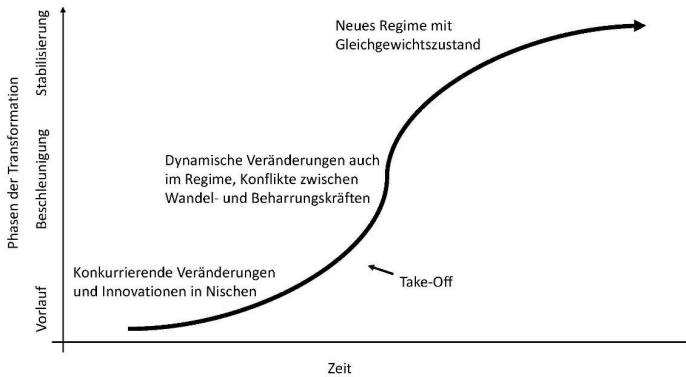 Neues Regime mit
Gleichgewichtszustand
Dynamische Veränderungen auch
im Regime, Konflikte zwischen
Wandel- und Beharrungskräften
Konkurrierende Veränderungen
und Innovationen in Nischen
Take-Off
Phasen der Transformation
Stabilisierung
Beschleunigung
Vorlauf
Zeit